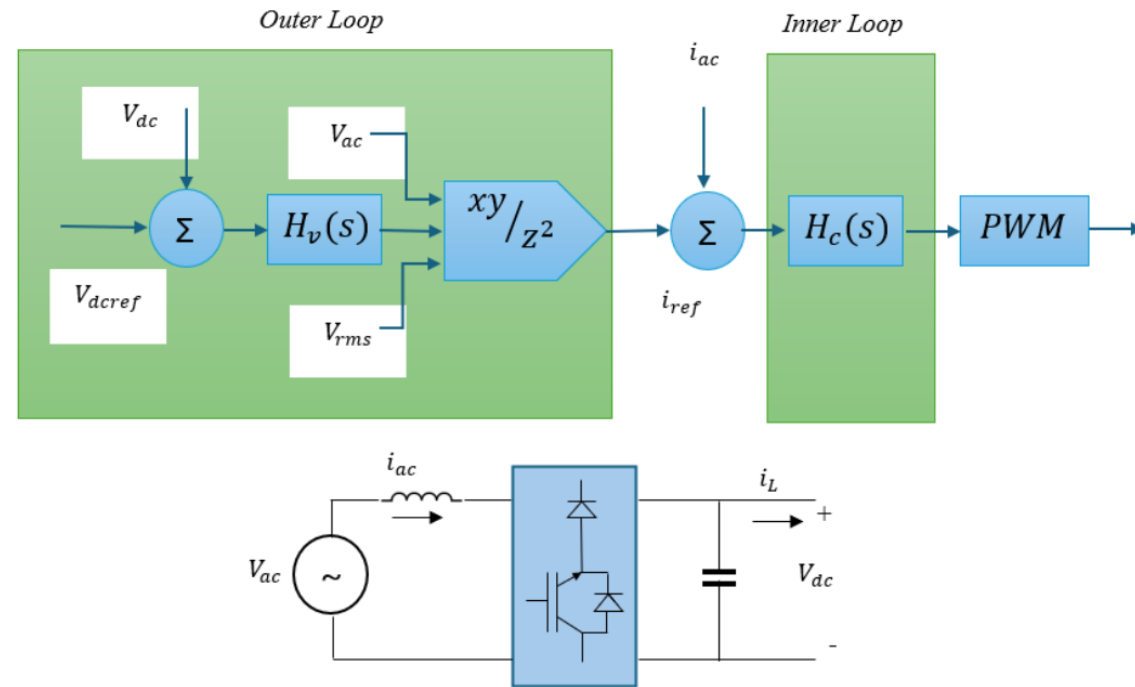 Outer Loop
Inner Loop
i_ac
V_dc
V_ac
xy/z²
Σ
H_v(s)
Σ
H_c(s)
PWM
V_dcref
V_rms
i_ref
i_ac
i_L
+
V_ac
~
V_dc
-